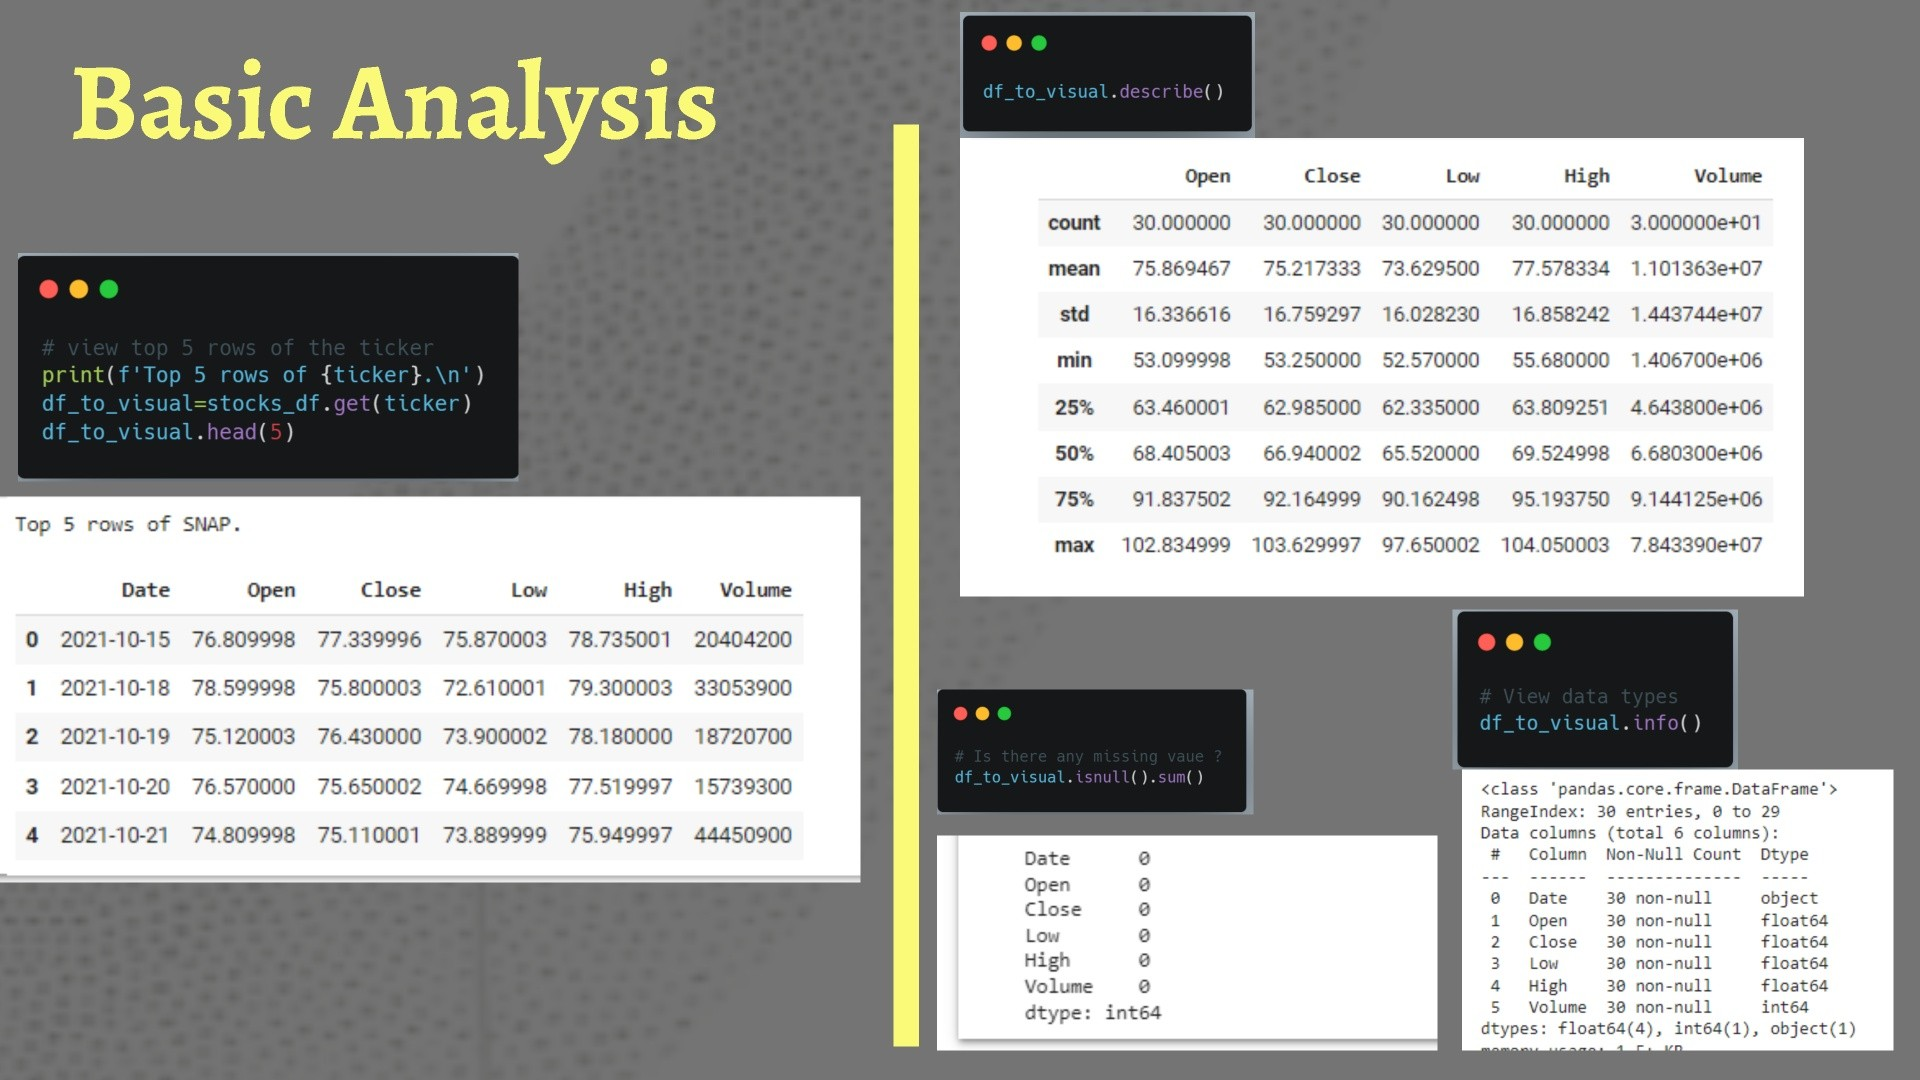 Basic Analysis
# view top 5 rows of the ticker
print(f'Top 5 rows of {ticker}.\n')
df_to_visual=stocks_df.get(ticker)
df_to_visual.head(5)
Top 5 rows of SNAP.
Date Open Close Low High Volume
0 2021-10-15 76.809998 77.339996 75.870003 78.735001 20404200
1 2021-10-18 78.599998 75.800003 72.610001 79.300003 33053900
2 2021-10-19 75.120003 76.430000 73.900002 78.180000 18720700
3 2021-10-20 76.570000 75.650002 74.669998 77.519997 15739300
4 2021-10-21 74.809998 75.110001 73.889999 75.949997 44450900
df_to_visual.describe()
Open Close Low High Volume
count 30.000000 30.000000 30.000000 30.000000 3.000000e+01
mean 75.869467 75.217333 73.629500 77.578334 1.101363e+07
std 16.336616 16.759297 16.028230 16.858242 1.443744e+07
min 53.099998 53.250000 52.570000 55.680000 1.406700e+06
25% 63.460001 62.985000 62.335000 63.809251 4.643800e+06
50% 68.405003 66.940002 65.520000 69.524998 6.680300e+06
75% 91.837502 92.164999 90.162498 95.193750 9.144125e+06
max 102.834999 103.629997 97.650002 104.050003 7.843390e+07
# Is there any missing vaue ?
df_to_visual.isnull().sum()
Date 0
Open 0
Close 0
Low 0
High 0
Volume 0
dtype: int64
# View data types
df_to_visual.info()
<class 'pandas.core.frame.DataFrame'>
RangeIndex: 30 entries, 0 to 29
Data columns (total 6 columns):
# Column Non-Null Count Dtype
--- ------ -------------- -----
0 Date 30 non-null object
1 Open 30 non-null float64
2 Close 30 non-null float64
3 Low 30 non-null float64
4 High 30 non-null float64
5 Volume 30 non-null int64
dtypes: float64(4), int64(1), object(1)